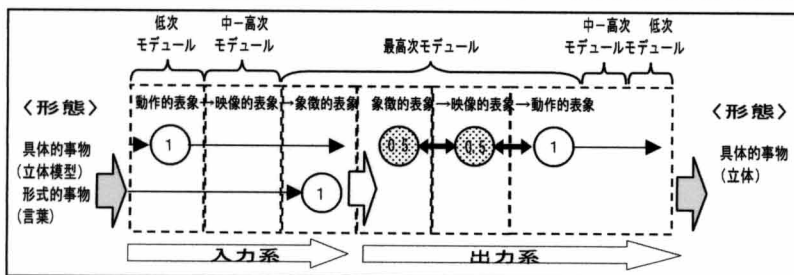 低次
モデュール
中－高次
モデュール
最高次モデュール
中－高次
モデュール
低次
モデュール
〈形態〉
動作的表象→映像的表象→象徴的表象
象徴的表象→映像的表象→動作的表象
〈形態〉
具体的事物
(立体模型)
形式的事物
(言葉)
1
1
0.5
0.5
1
具体的事物
(立体)
入力系
出力系